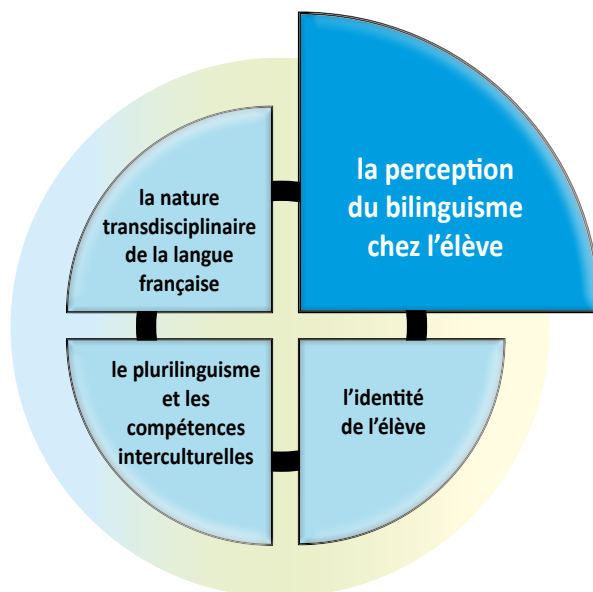 la perception
du bilinguisme
chez l'élève
la nature
transdisciplinaire
de la langue
française
le plurilinguisme
et les
compétences
interculturelles
l'identité
de l'élève